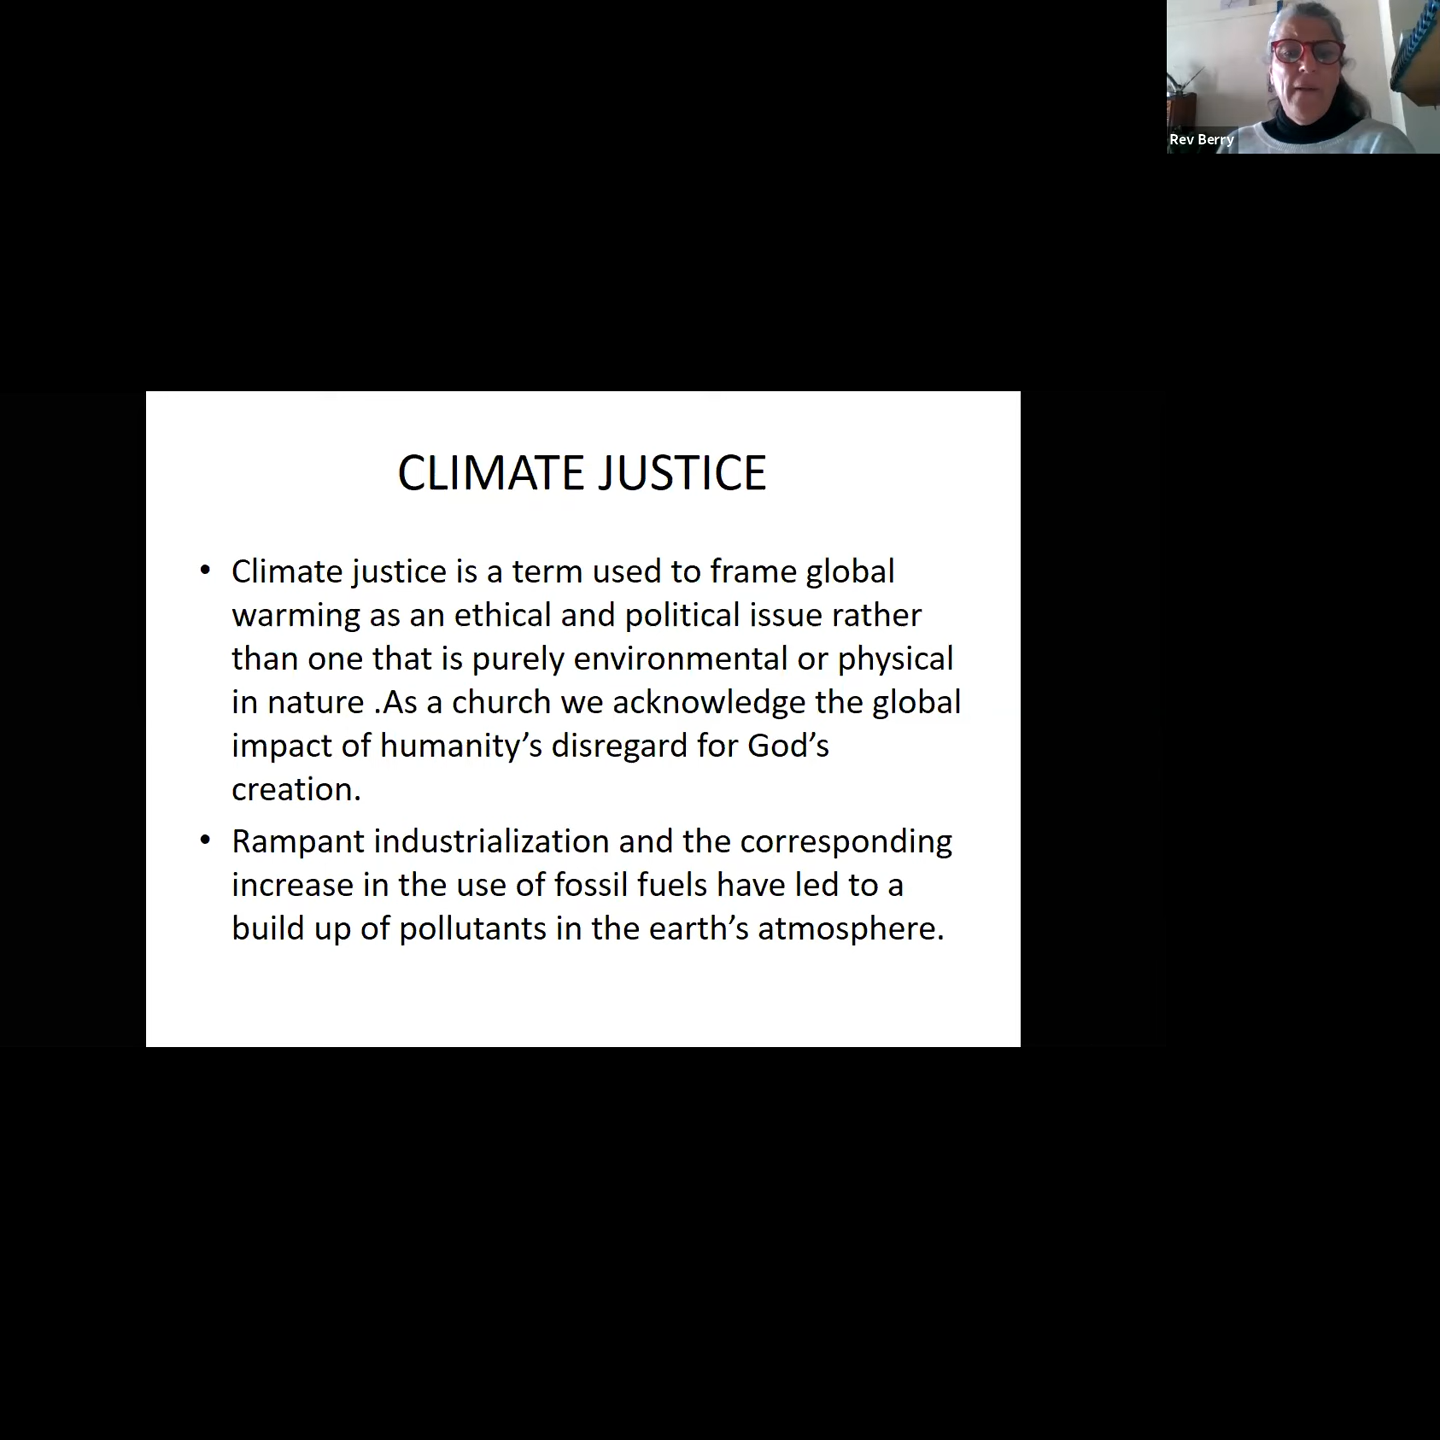 Rev Berry
CLIMATE JUSTICE
• Climate justice is a term used to frame global
warming as an ethical and political issue rather
than one that is purely environmental or physical
in nature .As a church we acknowledge the global
impact of humanity’s disregard for God’s
creation.
• Rampant industrialization and the corresponding
increase in the use of fossil fuels have led to a
build up of pollutants in the earth’s atmosphere.